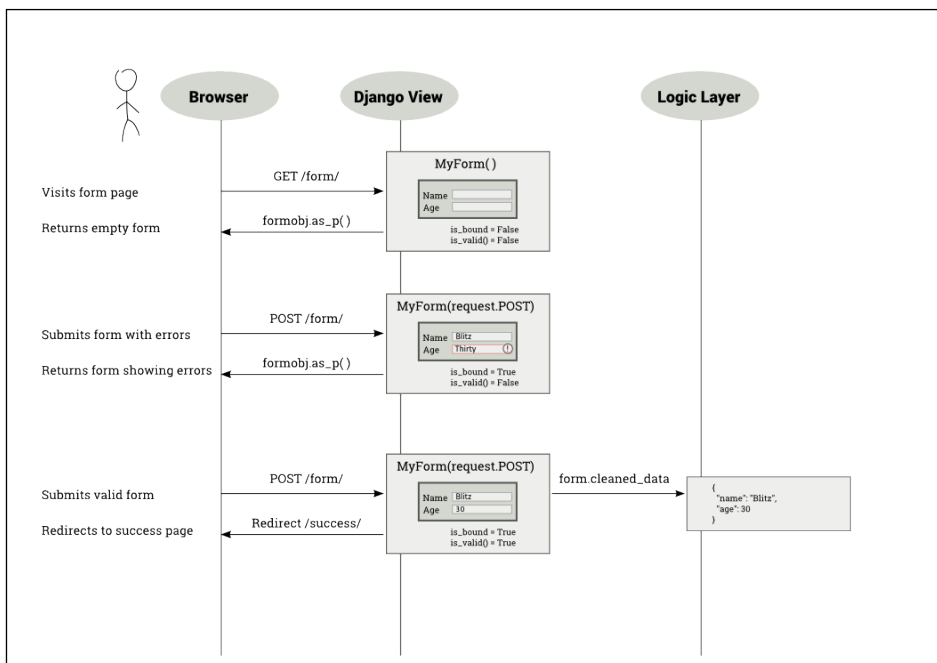 Browser
Django View
Logic Layer
MyForm( )
GET /form/
Visits form page
Name
Age
Returns empty form
formobj.as_p( )
is_bound = False
is_valid() = False
MyForm(request.POST)
POST /form/
Submits form with errors
Name Blitz
Age Thirty !
Returns form showing errors
formobj.as_p( )
is_bound = True
is_valid() = False
MyForm(request.POST)
POST /form/
form.cleaned_data
Submits valid form
Name Blitz
Age 30
{
"name": "Blitz",
"age": 30
}
Redirects to success page
Redirect /success/
is_bound = True
is_valid() = True